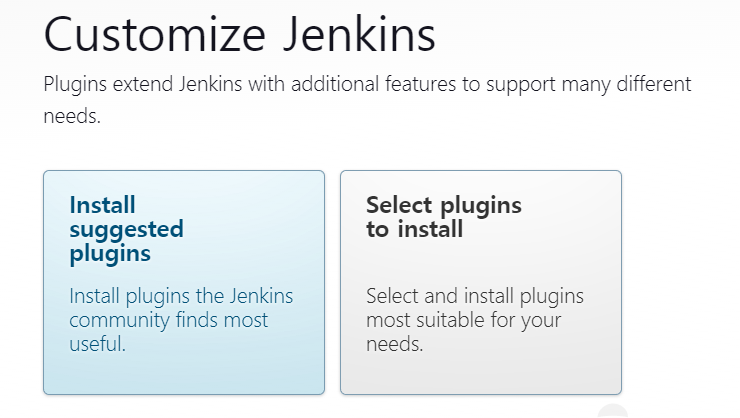 Customize Jenkins
Plugins extend Jenkins with additional features to support many different
needs.
Install
suggested
plugins
Install plugins the Jenkins
community finds most
useful.
Select plugins
to install
Select and install plugins
most suitable for your
needs.